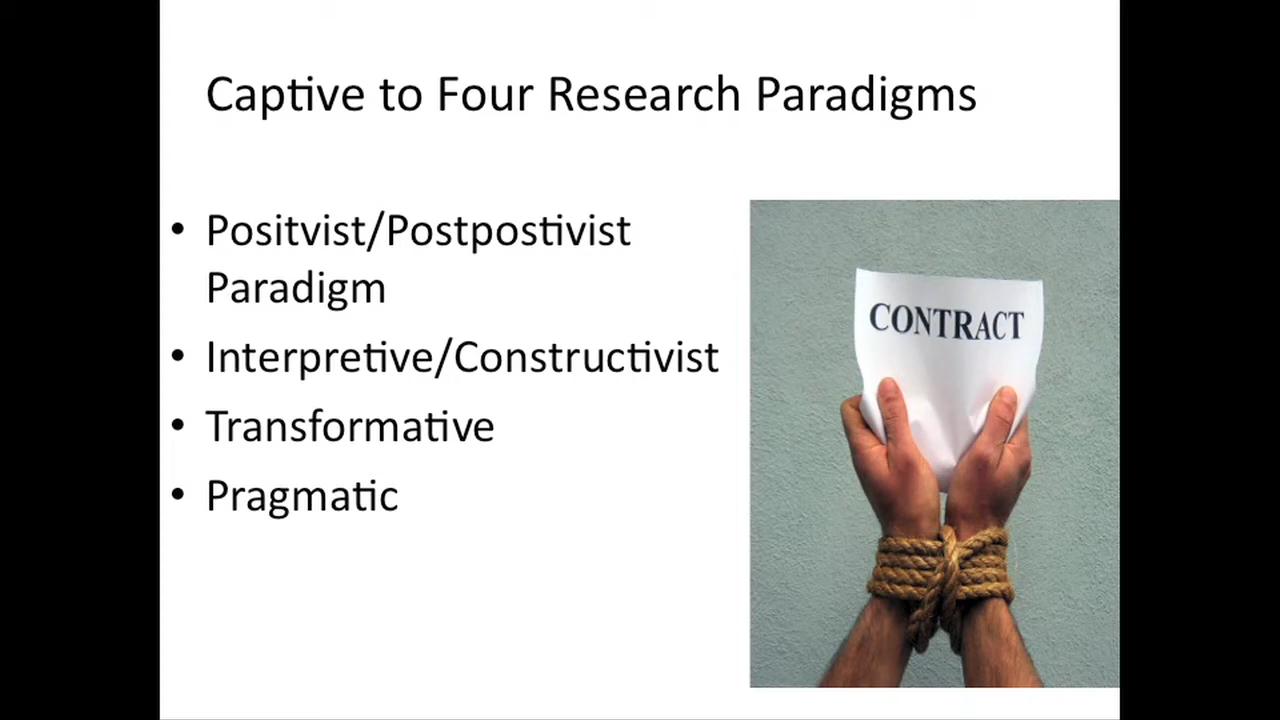 Captive to Four Research Paradigms
• Positvist/Postpostivist
Paradigm
• Interpretive/Constructivist
• Transformative
• Pragmatic
CONTRACT